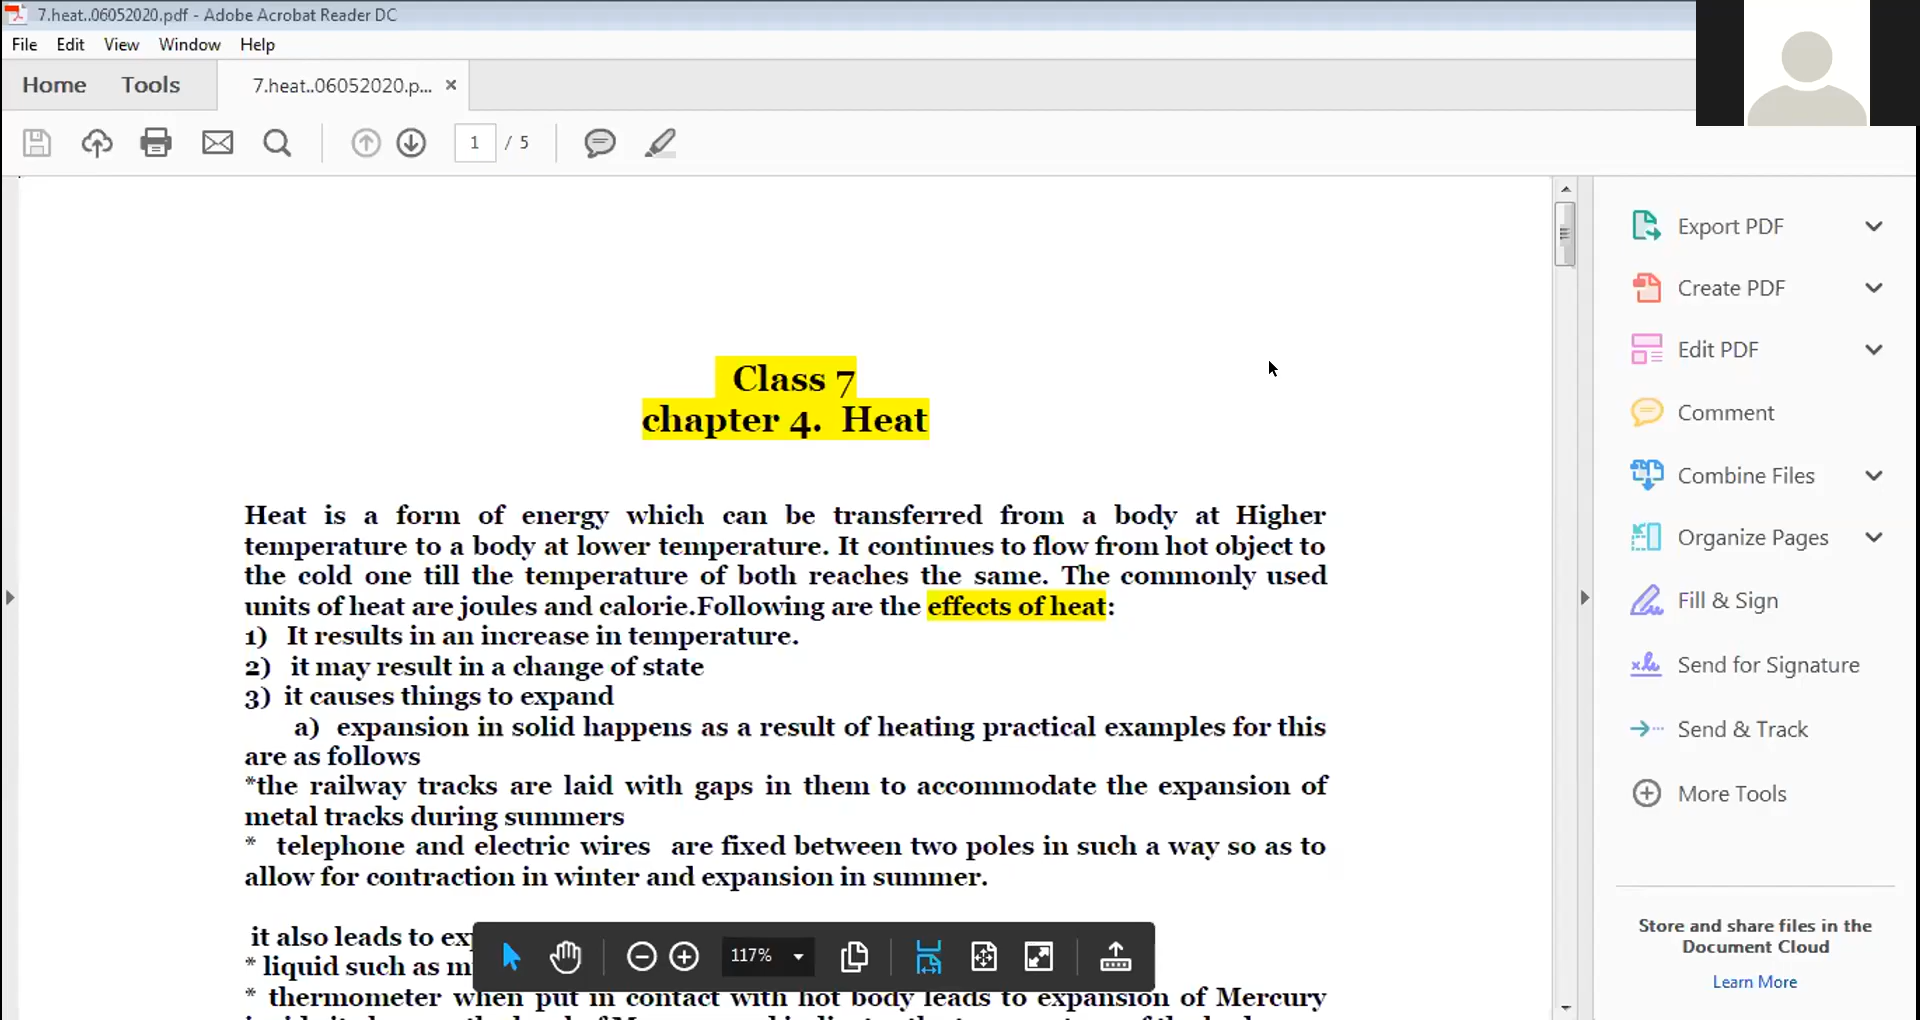 7.heat..06052020.pdf - Adobe Acrobat Reader DC
File Edit View Window Help
Home Tools 7.heat..06052020.p... ×
1 / 5
Class 7
chapter 4. Heat
Heat is a form of energy which can be transferred from a body at Higher
temperature to a body at lower temperature. It continues to flow from hot object to
the cold one till the temperature of both reaches the same. The commonly used
units of heat are joules and calorie.Following are the effects of heat:
1) It results in an increase in temperature.
2) it may result in a change of state
3) it causes things to expand
a) expansion in solid happens as a result of heating practical examples for this
are as follows
*the railway tracks are laid with gaps in them to accommodate the expansion of
metal tracks during summers
* telephone and electric wires are fixed between two poles in such a way so as to
allow for contraction in winter and expansion in summer.
it also leads to
* liquid such as
* thermometer when put in contact with hot body leads to expansion of Mercury
117%
Export PDF
Create PDF
Edit PDF
Comment
Combine Files
Organize Pages
Fill & Sign
Send for Signature
Send & Track
More Tools
Store and share files in the
Document Cloud
Learn More